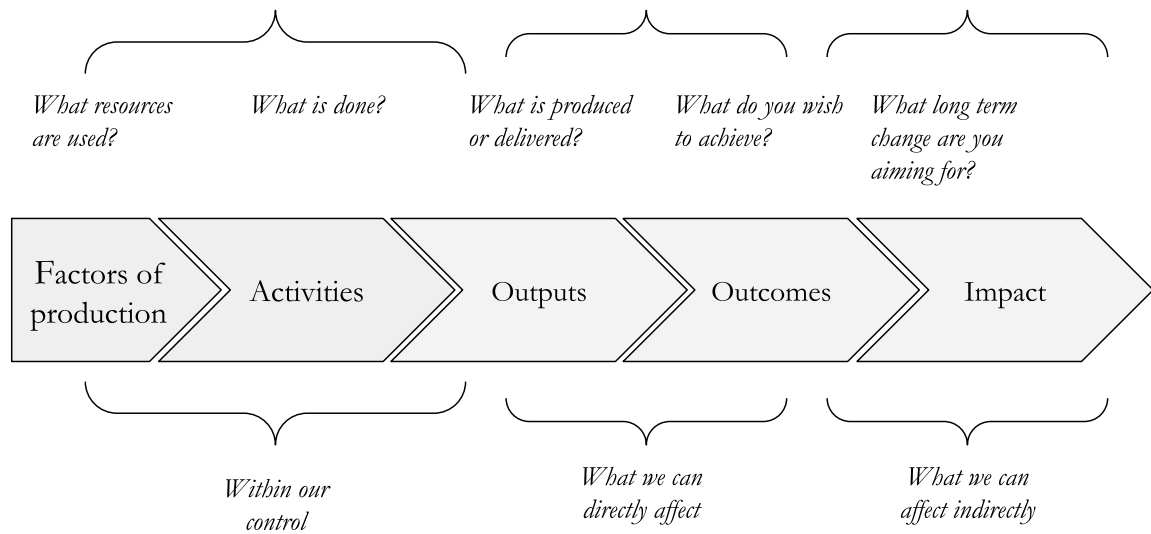 What resources
are used?
What is done?
What is produced
or delivered?
What do you wish
to achieve?
What long term
change are you
aiming for?
Factors of
production
Activities
Outputs
Outcomes
Impact
Within our
control
What we can
directly affect
What we can
affect indirectly